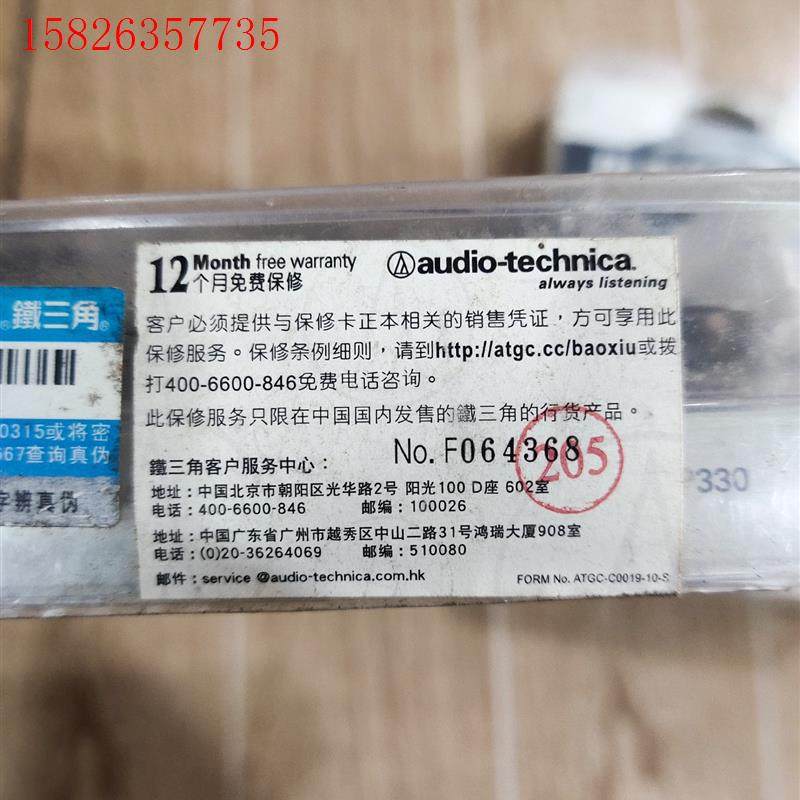 15826357735
12 Month free warranty
个月免费保修
audio-technica
always listening
客户必须提供与保修卡正本相关的销售凭证，方可享用此
保修服务。保修条例细则，请到http://atgc.cc/baoxiu或拨
打400-6600-846免费电话咨询。
此保修服务只限在中国国内发售的鐵三角的行货产品。
No. F064368
205
鐵三角客户服务中心：
地址：中国北京市朝阳区光华路2号 阳光100 D座 602室
电话：400-6600-846 邮编：100026
地址：中国广东省广州市越秀区中山二路31号鸿瑞大厦908室
电话：(0)20-36264069 邮编：510080
邮件：service @audio-technica.com.hk
FORM No. ATGC-C0019-10-S
鐵三角®
0315或将密
667查询真伪
字辨真伪
330